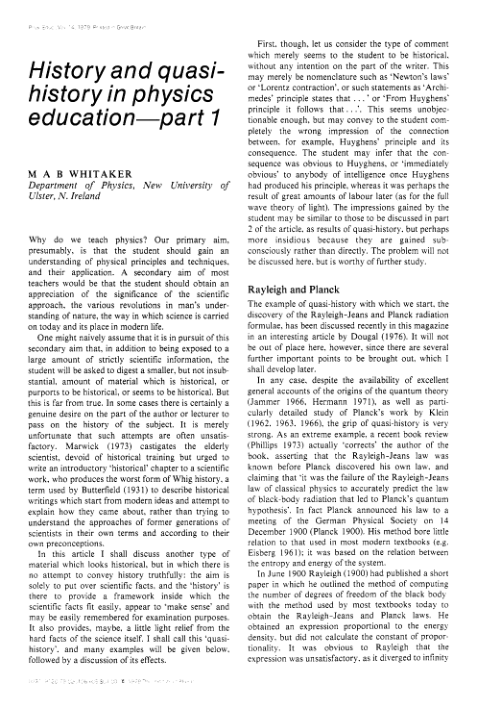 History and quasi-
history in physics
education—part 1
M A B WHITAKER
Department of Physics, New University of
Ulster, N. Ireland
Why do we teach physics? Our primary aim,
presumably, is that the student should gain an
understanding of physical principles and techniques,
and their application. A secondary aim of most
teachers would be that the student should obtain an
appreciation of the significance of the scientific
approach, the various revolutions in man's under-
standing of nature, the way in which science is carried
on today and its place in modern life.
One might naively assume that it is in pursuit of this
secondary aim that, in addition to being exposed to a
large amount of strictly scientific information, the
student will be asked to digest a smaller, but not insub-
stantial, amount of material which is historical, or
purports to be historical, or seems to be historical. But
this is far from true. In some cases there is certainly a
genuine desire on the part of the author or lecturer to
pass on the history of the subject. It is merely
unfortunate that such attempts are often unsatis-
factory. Marwick (1973) castigates the elderly
scientist, devoid of historical training but urged to
write an introductory 'historical' chapter to a scientific
work, who produces the worst form of Whig history, a
term used by Butterfield (1931) to describe historical
writings which start from modern ideas and attempt to
explain how they came about, rather than trying to
understand the approaches of former generations of
scientists in their own terms and according to their
own preconceptions.
In this article I shall discuss another type of
material which looks historical, but in which there is
no attempt to convey history truthfully: the aim is
solely to put over scientific facts, and the 'history' is
there to provide a framework inside which the
scientific facts fit easily, appear to 'make sense' and
may be easily remembered for examination purposes.
It also provides, maybe, a little light relief from the
hard facts of the science itself. I shall call this 'quasi-
history', and many examples will be given below,
followed by a discussion of its effects.
First, though, let us consider the type of comment
which merely seems to the student to be historical,
without any intention on the part of the writer. This
may merely be nomenclature such as 'Newton's laws'
or 'Lorentz contraction', or such statements as 'Archi-
medes' principle states that . . . ' or 'From Huyghens'
principle it follows that . . .'. This seems unobjec-
tionable enough, but may convey to the student com-
pletely the wrong impression of the connection
between, for example, Huyghens' principle and its
consequence. The student may infer that the con-
sequence was obvious to Huyghens, or 'immediately
obvious' to anybody of intelligence once Huyghens
had produced his principle, whereas it was perhaps the
result of great amounts of labour later (as for the full
wave theory of light). The impressions gained by the
student may be similar to those to be discussed in part
2 of the article, as results of quasi-history, but perhaps
more insidious because they are gained sub-
consciously rather than directly. The problem will not
be discussed here, but is worthy of further study.
Rayleigh and Planck
The example of quasi-history with which we start, the
discovery of the Rayleigh-Jeans and Planck radiation
formulae, has been discussed recently in this magazine
in an interesting article by Dougal (1976). It will not
be out of place here, however, since there are several
further important points to be brought out, which I
shall develop later.
In any case, despite the availability of excellent
general accounts of the origins of the quantum theory
(Jammer 1966, Hermann 1971), as well as parti-
cularly detailed study of Planck's work by Klein
(1962, 1963, 1966), the grip of quasi-history is very
strong. As an extreme example, a recent book review
(Phillips 1973) actually 'corrects' the author of the
book, asserting that the Rayleigh-Jeans law was
known before Planck discovered his own law, and
claiming that 'it was the failure of the Rayleigh-Jeans
law of classical physics to accurately predict the law
of black-body radiation that led to Planck's quantum
hypothesis'. In fact Planck announced his law to a
meeting of the German Physical Society on 14
December 1900 (Planck 1900). His method bore little
relation to that used in most modern textbooks (e.g.
Eisberg 1961); it was based on the relation between
the entropy and energy of the system.
In June 1900 Rayleigh (1900) had published a short
paper in which he outlined the method of computing
the number of degrees of freedom of the black body
with the method used by most textbooks today to
obtain the Rayleigh-Jeans and Planck laws. He
obtained an expression proportional to the energy
density, but did not calculate the constant of propor-
tionality. It was obvious to Rayleigh that the
expression was unsatisfactory, as it diverged to infinity